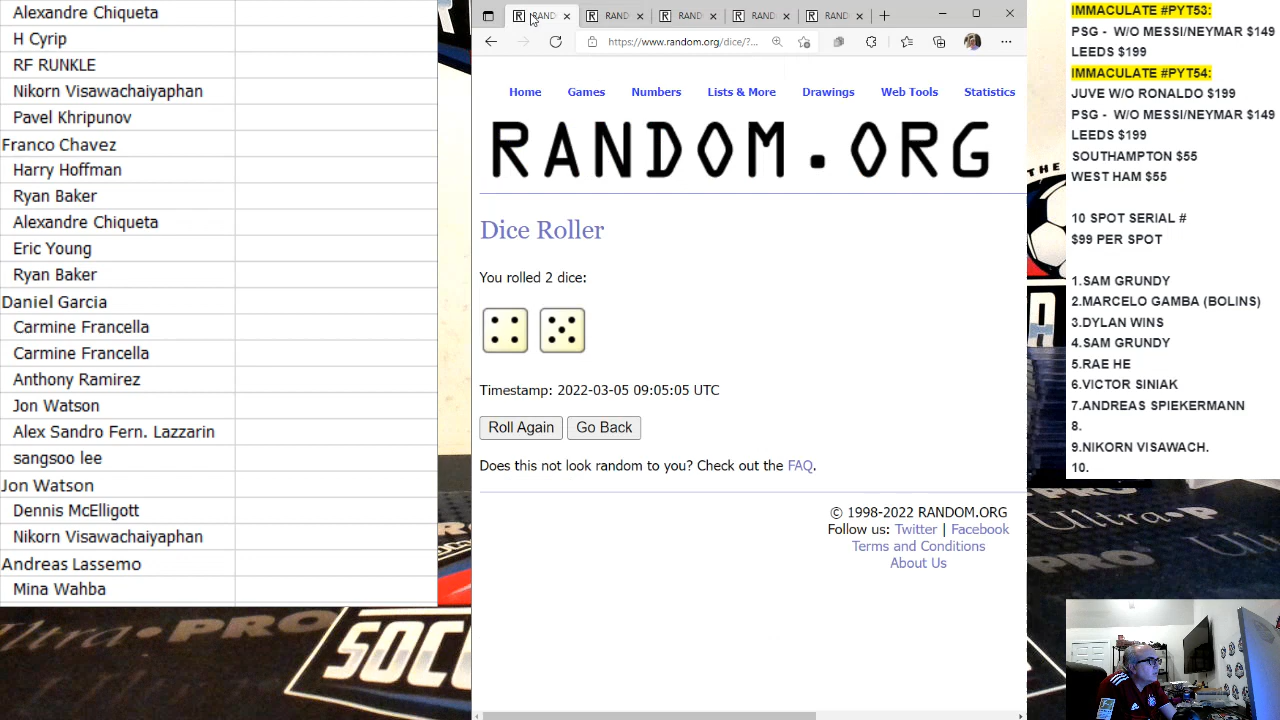 Alexandre Chiqueta
H Cyrip
RF RUNKLE
Nikorn Visawachaiyaphan
Pavel Khripunov
Franco Chavez
Harry Hoffman
Ryan Baker
Alexandre Chiqueta
Eric Young
Ryan Baker
Daniel Garcia
Carmine Francella
Carmine Francella
Anthony Ramirez
Jon Watson
Alex Sandro Fern. Lazzarin
sangsoo lee
Jon Watson
Dennis McElligott
Nikorn Visawachaiyaphan
Andreas Lassemo
Mina Wahba
https://www.random.org/dice/?...
Home Games Numbers Lists & More Drawings Web Tools Statistics
RANDOM.ORG
Dice Roller
You rolled 2 dice:
Timestamp: 2022-03-05 09:05:05 UTC
Roll Again Go Back
Does this not look random to you? Check out the FAQ.
© 1998-2022 RANDOM.ORG
Follow us: Twitter | Facebook
Terms and Conditions
About Us
IMMACULATE #PYT53:
PSG - W/O MESSI/NEYMAR $149
LEEDS $199
IMMACULATE #PYT54:
JUVE W/O RONALDO $199
PSG - W/O MESSI/NEYMAR $149
LEEDS $199
SOUTHAMPTON $55
WEST HAM $55
10 SPOT SERIAL #
$99 PER SPOT
1.SAM GRUNDY
2.MARCELO GAMBA (BOLINS)
3.DYLAN WINS
4.SAM GRUNDY
5.RAE HE
6.VICTOR SINIAK
7.ANDREAS SPIEKERMANN
8.
9.NIKORN VISAWACH.
10.
THE
Ultra•PRO
SOC
Ultra•P
PRO